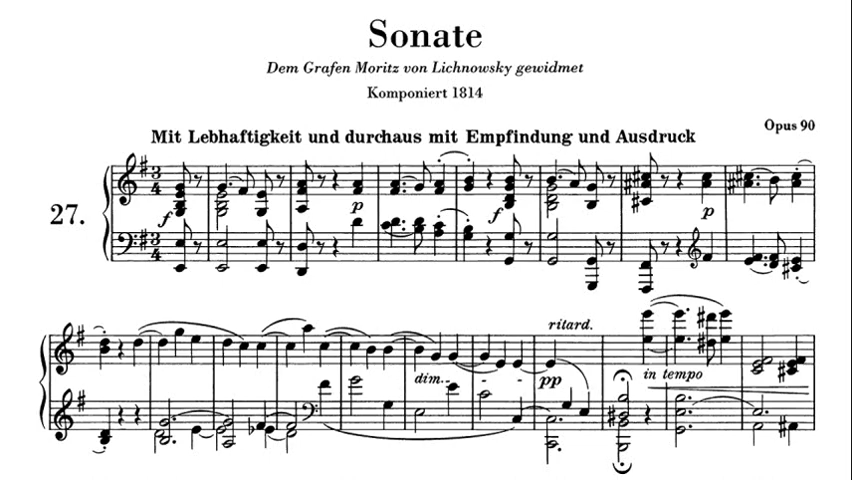 Sonate
Dem Grafen Moritz von Lichnowsky gewidmet
Komponiert 1814
Opus 90
Mit Lebhaftigkeit und durchaus mit Empfindung und Ausdruck
27.
f p f p
ritard.
dim. - - - pp in tempo